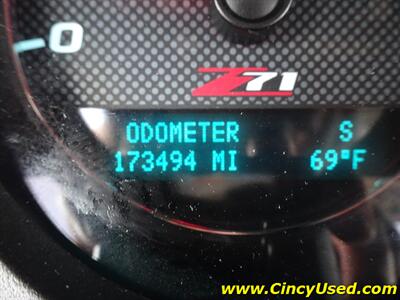 0
Z71
ODOMETER S
173494 MI 69°F
www.CincyUsed.com